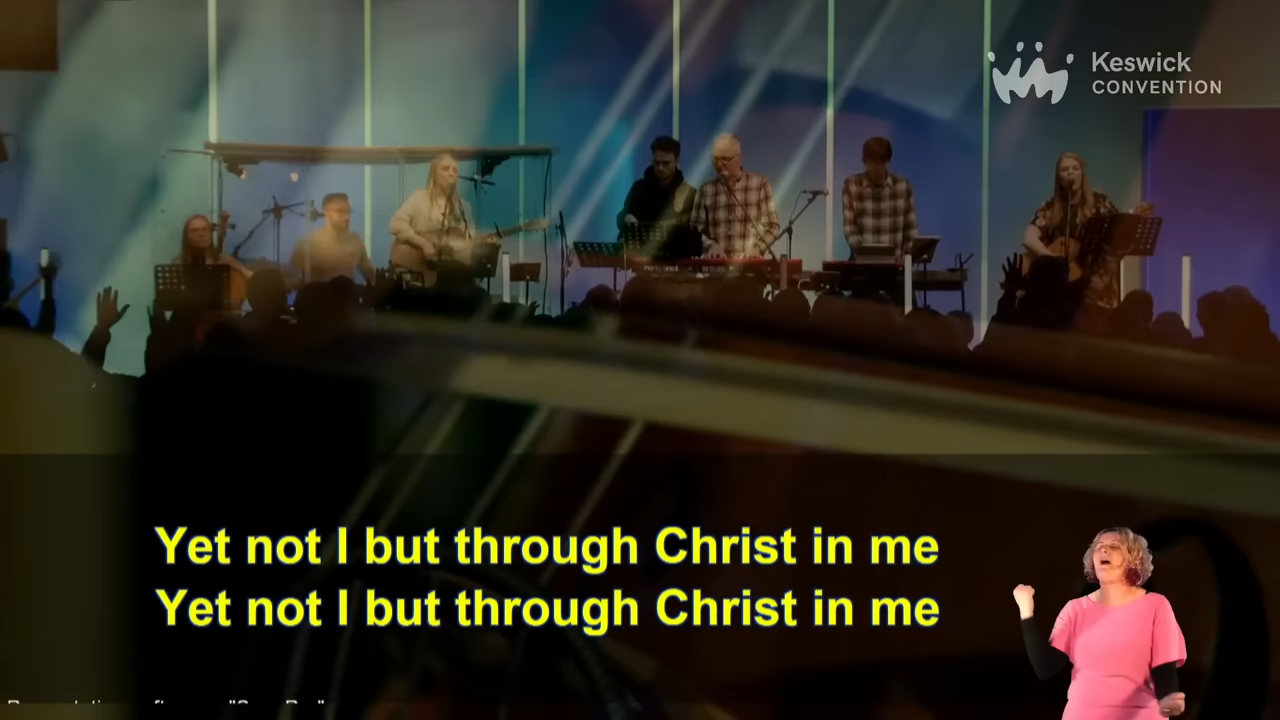 Keswick
CONVENTION
Yet not I but through Christ in me
Yet not I but through Christ in me